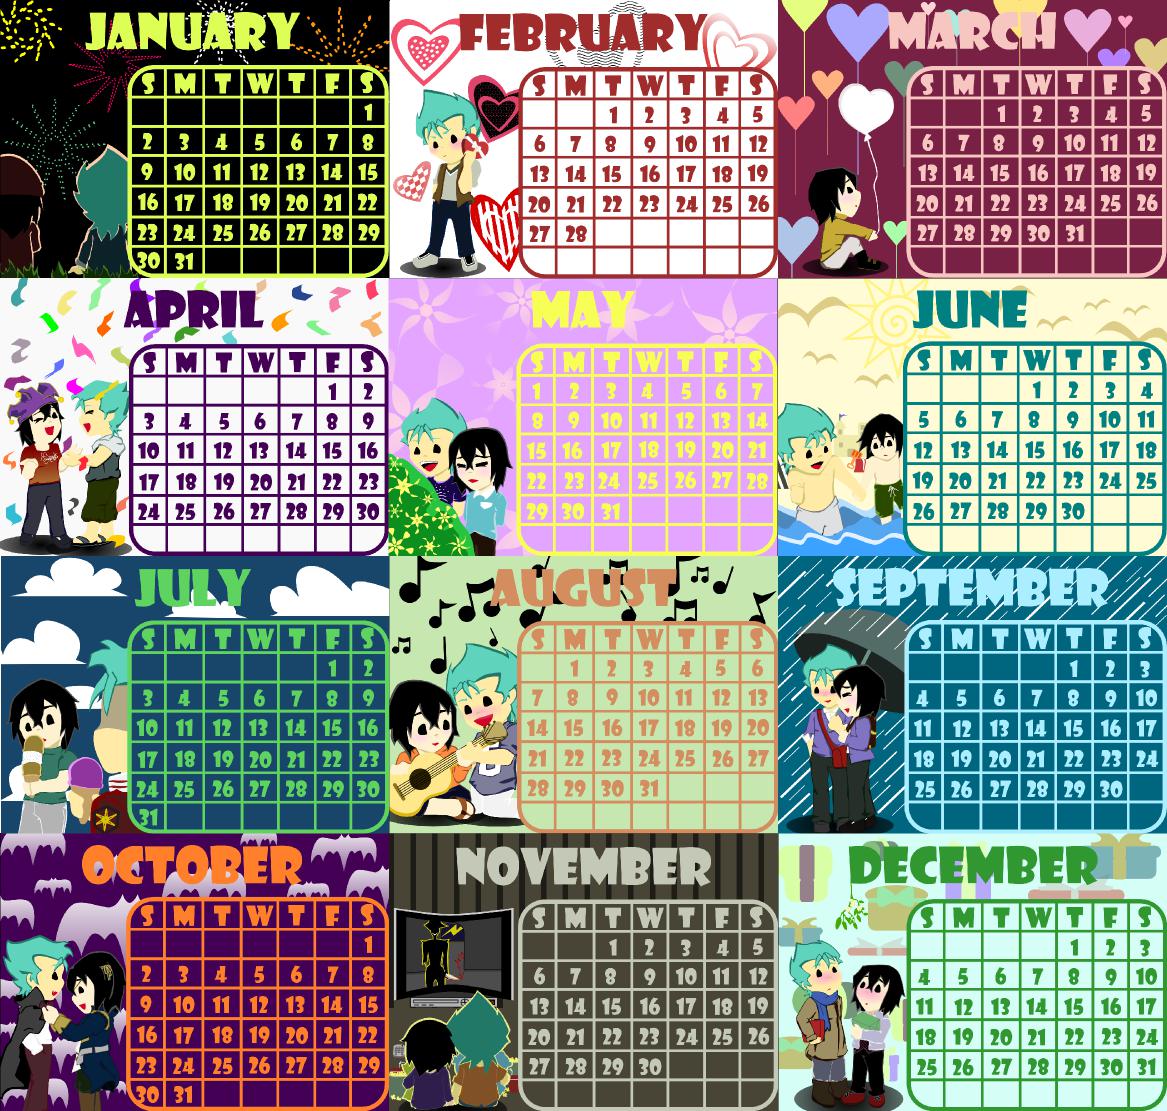 JANUARY
S M T W T F S
1
2 3 4 5 6 7 8
9 10 11 12 13 14 15
16 17 18 19 20 21 22
23 24 25 26 27 28 29
30 31
FEBRUARY
S M T W T F S
1 2 3 4 5
6 7 8 9 10 11 12
13 14 15 16 17 18 19
20 21 22 23 24 25 26
27 28
MARCH
S M T W T F S
1 2 3 4 5
6 7 8 9 10 11 12
13 14 15 16 17 18 19
20 21 22 23 24 25 26
27 28 29 30 31
APRIL
S M T W T F S
1 2
3 4 5 6 7 8 9
10 11 12 13 14 15 16
17 18 19 20 21 22 23
24 25 26 27 28 29 30
MAY
S M T W T F S
1 2 3 4 5 6 7
8 9 10 11 12 13 14
15 16 17 18 19 20 21
22 23 24 25 26 27 28
29 30 31
JUNE
S M T W T F S
1 2 3 4
5 6 7 8 9 10 11
12 13 14 15 16 17 18
19 20 21 22 23 24 25
26 27 28 29 30
JULY
S M T W T F S
1 2
3 4 5 6 7 8 9
10 11 12 13 14 15 16
17 18 19 20 21 22 23
24 25 26 27 28 29 30
31
AUGUST
S M T W T F S
1 2 3 4 5 6
7 8 9 10 11 12 13
14 15 16 17 18 19 20
21 22 23 24 25 26 27
28 29 30 31
SEPTEMBER
S M T W T F S
1 2 3
4 5 6 7 8 9 10
11 12 13 14 15 16 17
18 19 20 21 22 23 24
25 26 27 28 29 30
OCTOBER
S M T W T F S
1
2 3 4 5 6 7 8
9 10 11 12 13 14 15
16 17 18 19 20 21 22
23 24 25 26 27 28 29
30 31
NOVEMBER
S M T W T F S
1 2 3 4 5
6 7 8 9 10 11 12
13 14 15 16 17 18 19
20 21 22 23 24 25 26
27 28 29 30
DECEMBER
S M T W T F S
1 2 3
4 5 6 7 8 9 10
11 12 13 14 15 16 17
18 19 20 21 22 23 24
25 26 27 28 29 30 31